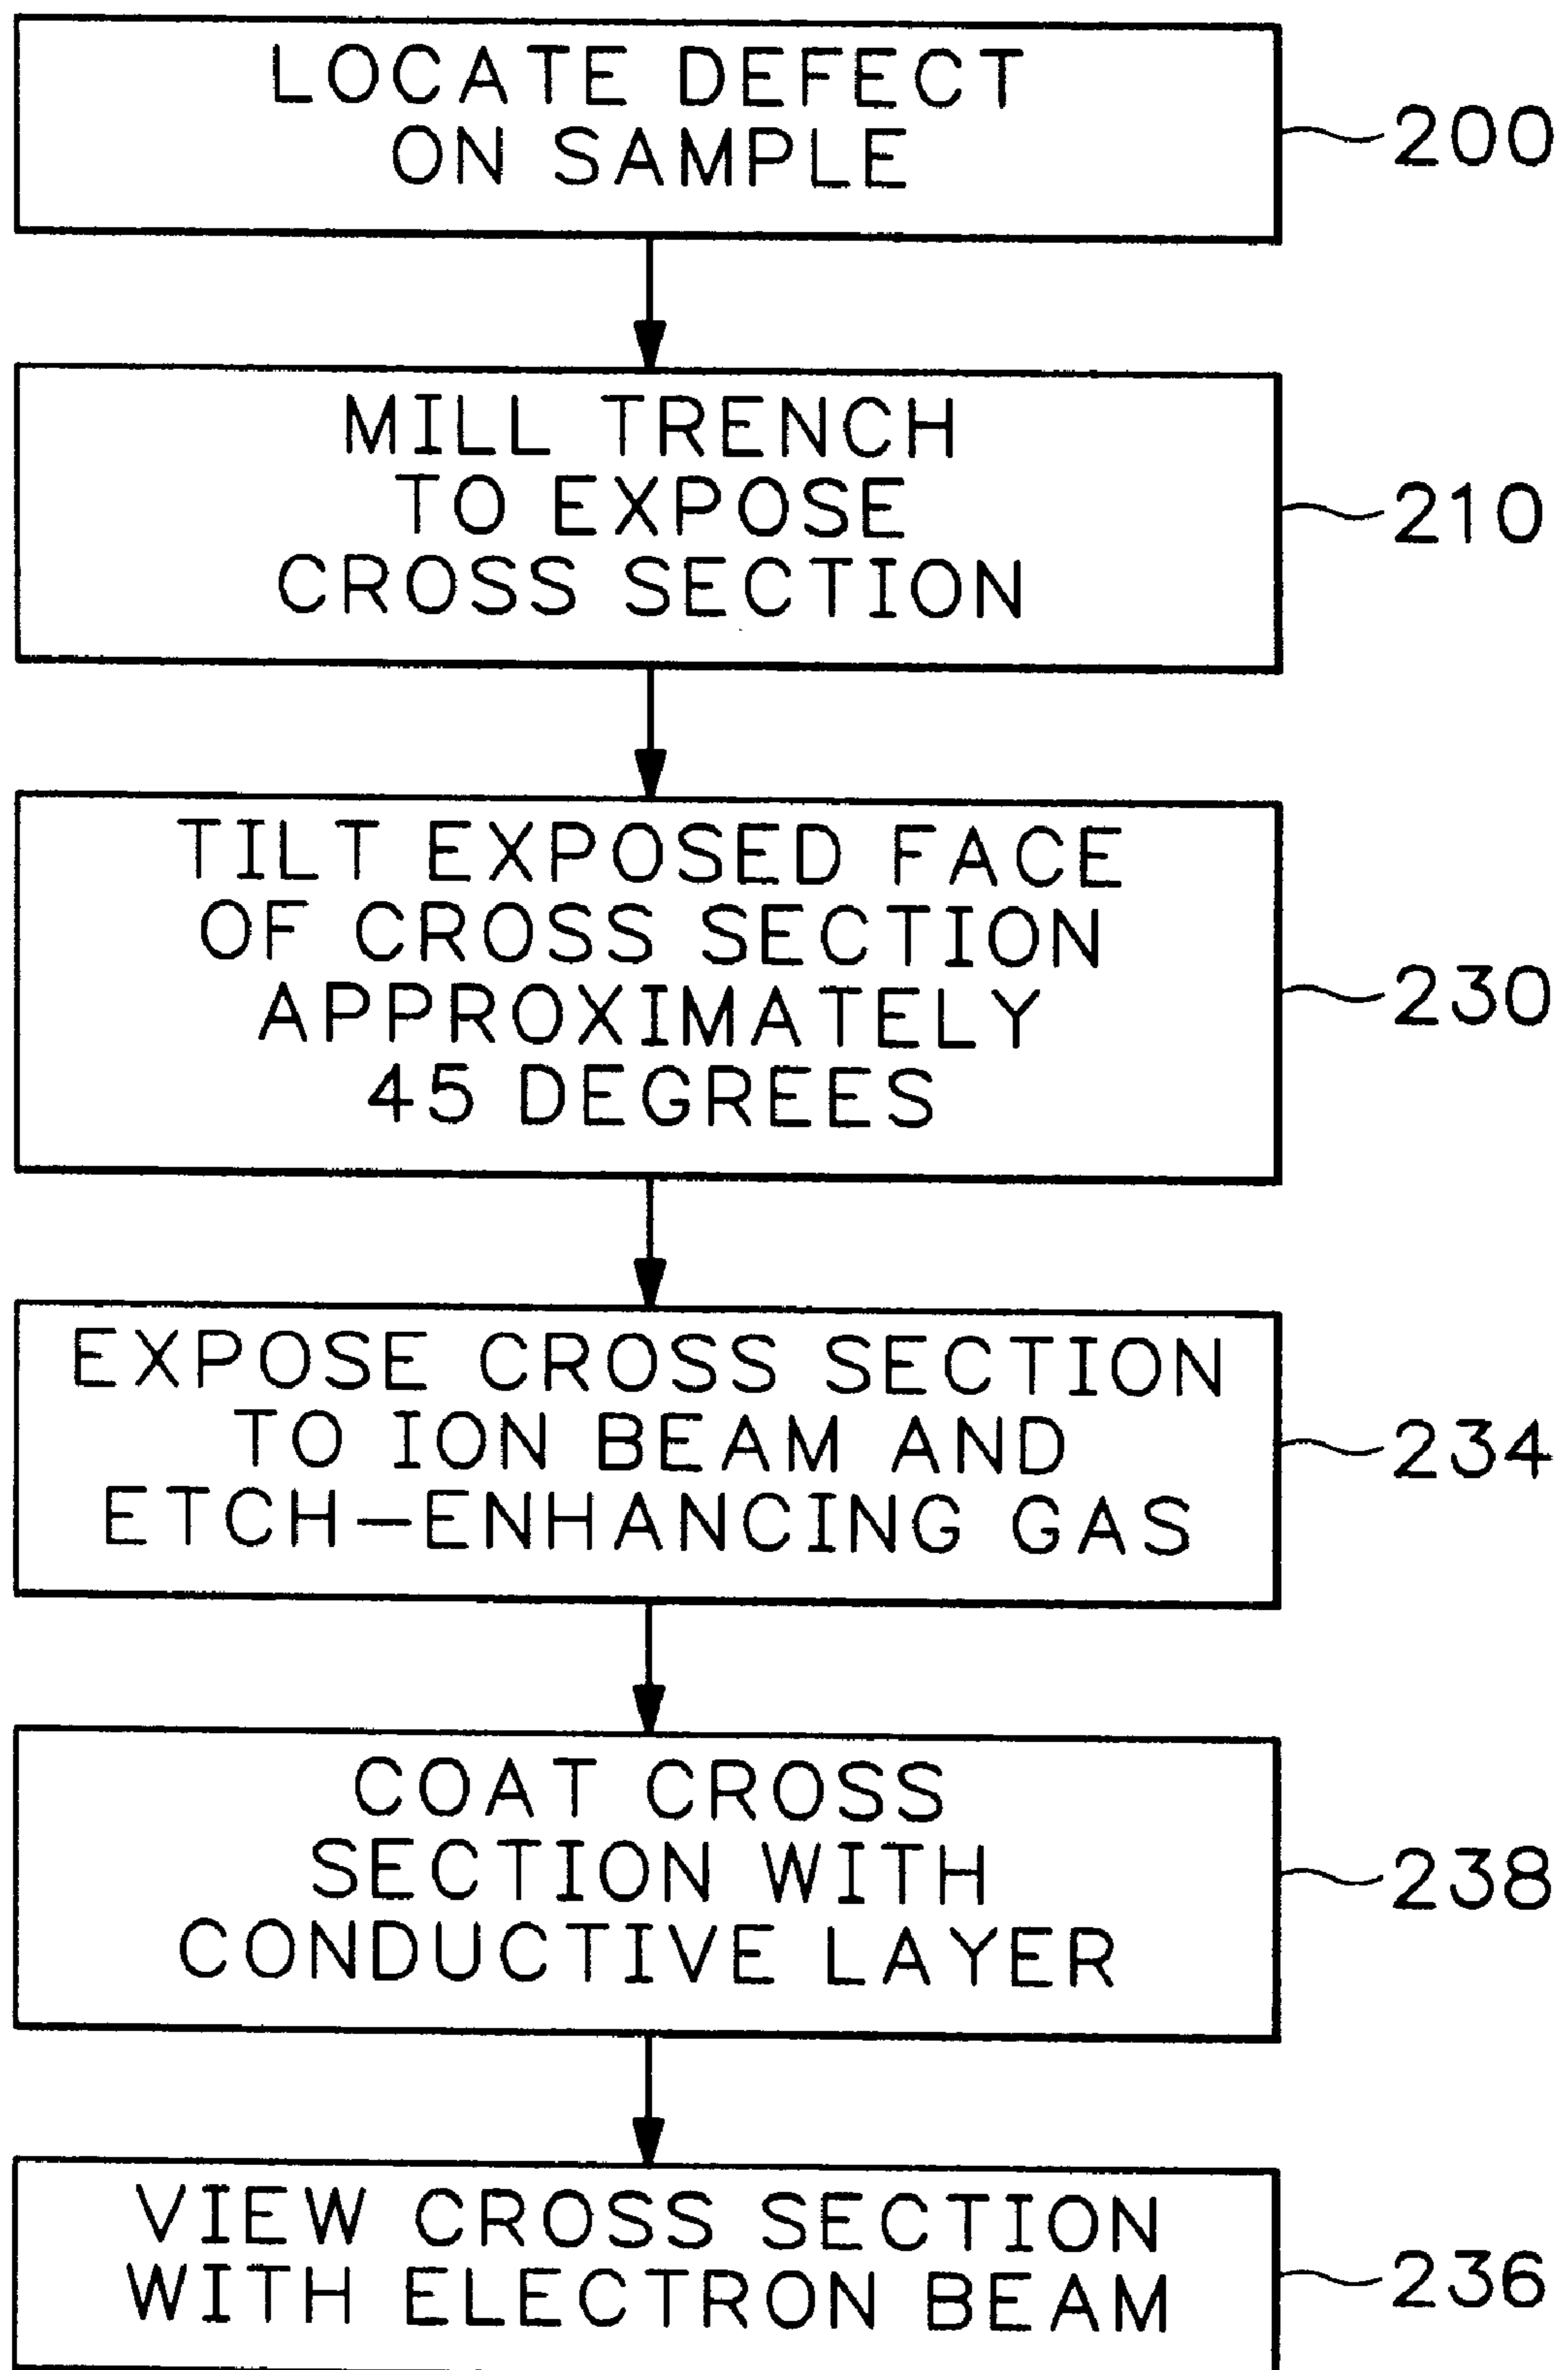 LOCATE DEFECT
ON SAMPLE
200
MILL TRENCH
TO EXPOSE
CROSS SECTION
210
TILT EXPOSED FACE
OF CROSS SECTION
APPROXIMATELY
45 DEGREES
230
EXPOSE CROSS SECTION
TO ION BEAM AND
ETCH-ENHANCING GAS
234
COAT CROSS
SECTION WITH
CONDUCTIVE LAYER
238
VIEW CROSS SECTION
WITH ELECTRON BEAM
236